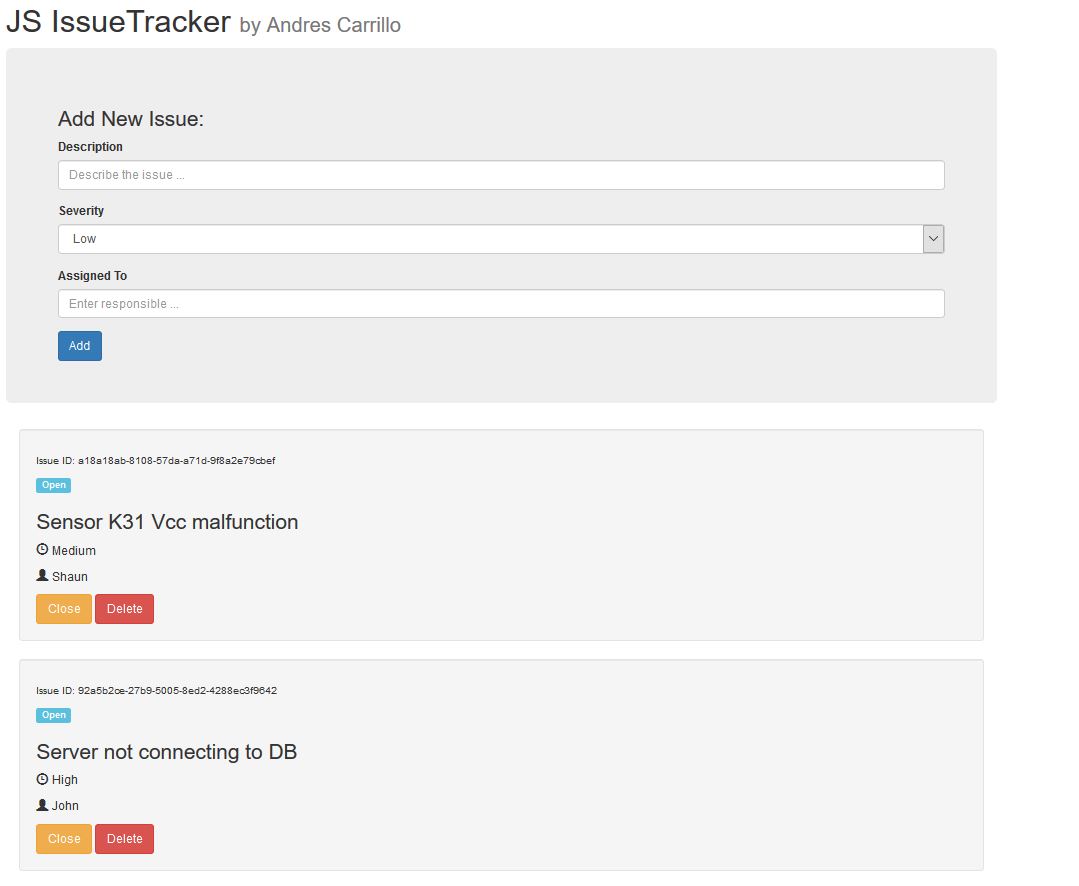 JS IssueTracker by Andres Carrillo
Add New Issue:
Description
Describe the issue ...
Severity
Low
Assigned To
Enter responsible ...
Add
Issue ID: a18a18ab-8108-57da-a71d-9f8a2e79cbef
Open
Sensor K31 Vcc malfunction
Medium
Shaun
Close Delete
Issue ID: 92a5b2ce-27b9-5005-8ed2-4288ec3f9642
Open
Server not connecting to DB
High
John
Close Delete